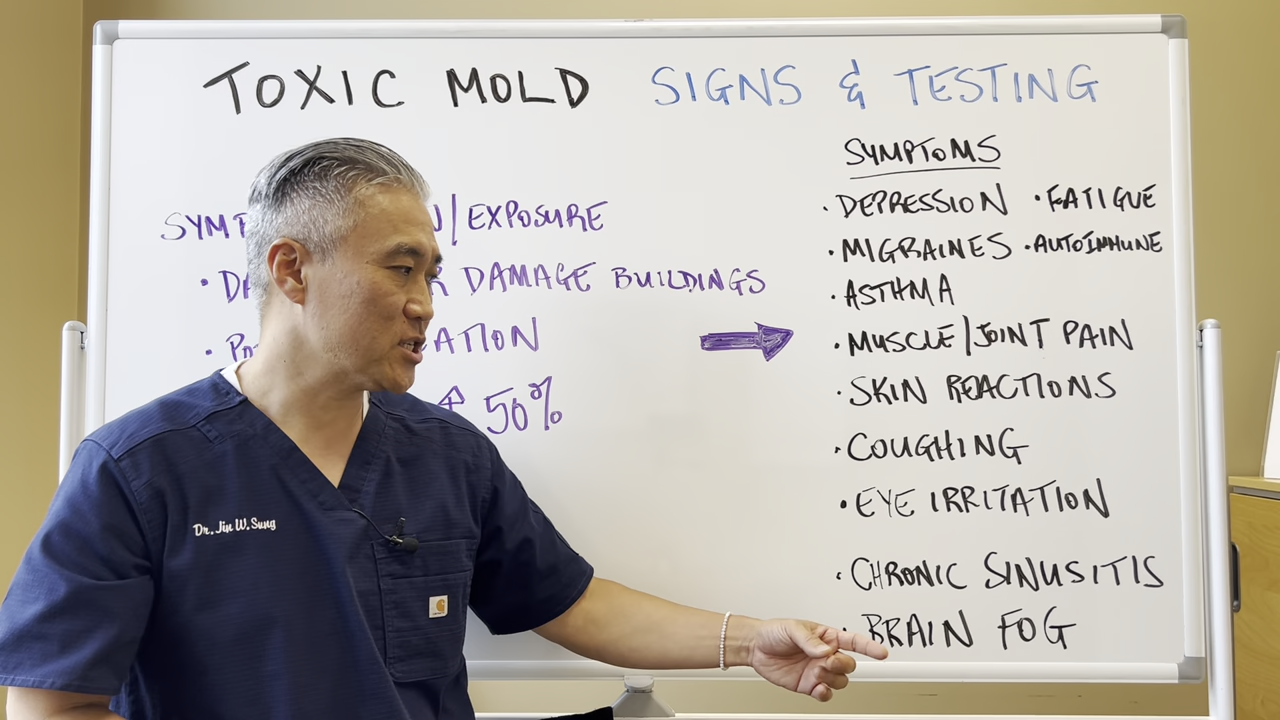 TOXIC MOLD SIGNS & TESTING
/EXPOSURE
DAMAGE BUILDINGS
50%
SYMPTOMS
• DEPRESSION • FATIGUE
• MIGRAINES • AUTOIMMUNE
• ASTHMA
• MUSCLE/JOINT PAIN
• SKIN REACTIONS
• COUGHING
• EYE IRRITATION
• CHRONIC SINUSITIS
• BRAIN FOG
Dr. Jin W. Sung